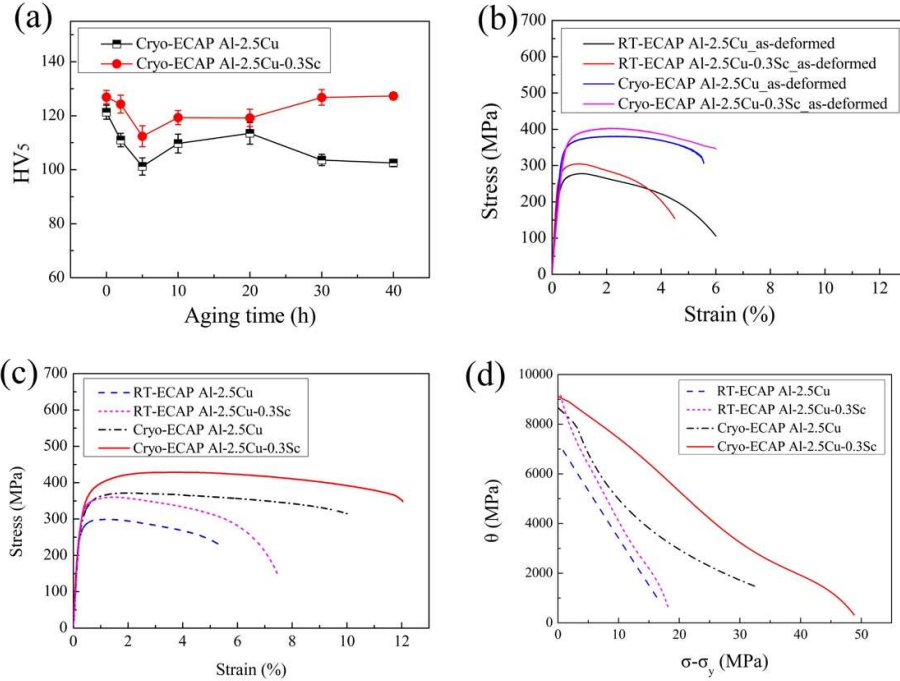 (a)
Cryo-ECAP Al-2.5Cu
Cryo-ECAP Al-2.5Cu-0.3Sc
140
120
100
80
60
HV5
0 10 20 30 40
Aging time (h)
(b)
RT-ECAP Al-2.5Cu_as-deformed
RT-ECAP Al-2.5Cu-0.3Sc_as-deformed
Cryo-ECAP Al-2.5Cu_as-deformed
Cryo-ECAP Al-2.5Cu-0.3Sc_as-deformed
700
600
500
400
300
200
100
0
Stress (MPa)
0 2 4 6 8 10 12
Strain (%)
(c)
RT-ECAP Al-2.5Cu
RT-ECAP Al-2.5Cu-0.3Sc
Cryo-ECAP Al-2.5Cu
Cryo-ECAP Al-2.5Cu-0.3Sc
700
600
500
400
300
200
100
0
Stress (MPa)
0 2 4 6 8 10 12
Strain (%)
(d)
RT-ECAP Al-2.5Cu
RT-ECAP Al-2.5Cu-0.3Sc
Cryo-ECAP Al-2.5Cu
Cryo-ECAP Al-2.5Cu-0.3Sc
10000
8000
6000
4000
2000
0
θ (MPa)
0 10 20 30 40 50
σ-σy (MPa)